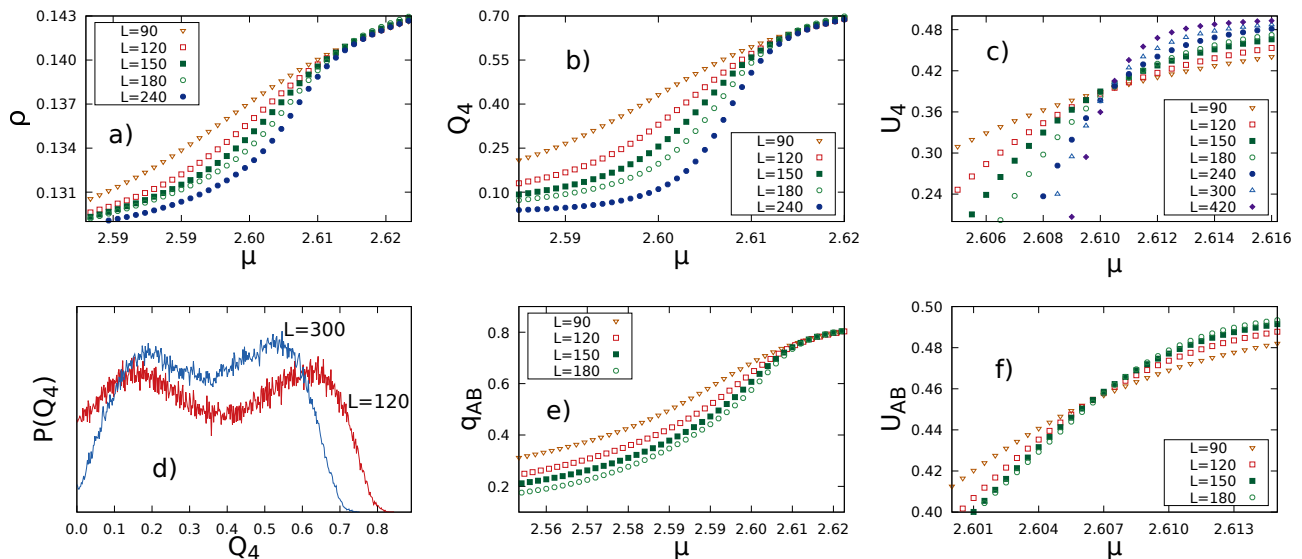 0.143
0.140
0.137
0.134
0.131
ρ
L=90
L=120
L=150
L=180
L=240
a)
2.59 2.59 2.60 2.61 2.62
μ
0.70
0.55
0.40
0.25
0.10
Q4
b)
L=90
L=120
L=150
L=180
L=240
2.59 2.60 2.61 2.62
μ
0.48
0.42
0.36
0.30
0.24
U4
c)
L=90
L=120
L=150
L=180
L=240
L=300
L=420
2.606 2.608 2.610 2.612 2.614 2.616
μ
P(Q4)
L=300
L=120
d)
0.0 0.1 0.2 0.3 0.4 0.5 0.6 0.7 0.8 0.9
Q4
0.8
0.6
0.4
0.2
qAB
L=90
L=120
L=150
L=180
e)
2.56 2.57 2.58 2.59 2.60 2.61 2.62
μ
0.50
0.48
0.46
0.44
0.42
0.40
UAB
f)
L=90
L=120
L=150
L=180
2.601 2.604 2.607 2.610 2.613
μ